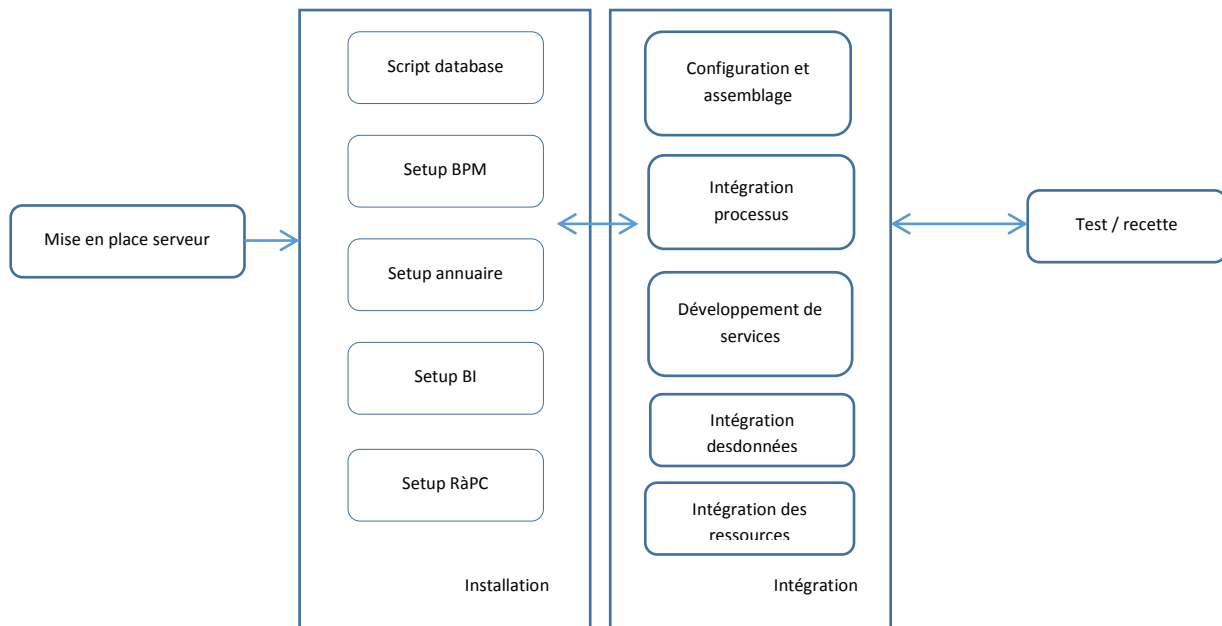 Mise en place serveur
Script database
Setup BPM
Setup annuaire
Setup BI
Setup RàPC
Installation
Configuration et
assemblage
Intégration
processus
Développement de
services
Intégration
desdonnées
Intégration des
ressources
Intégration
Test / recette